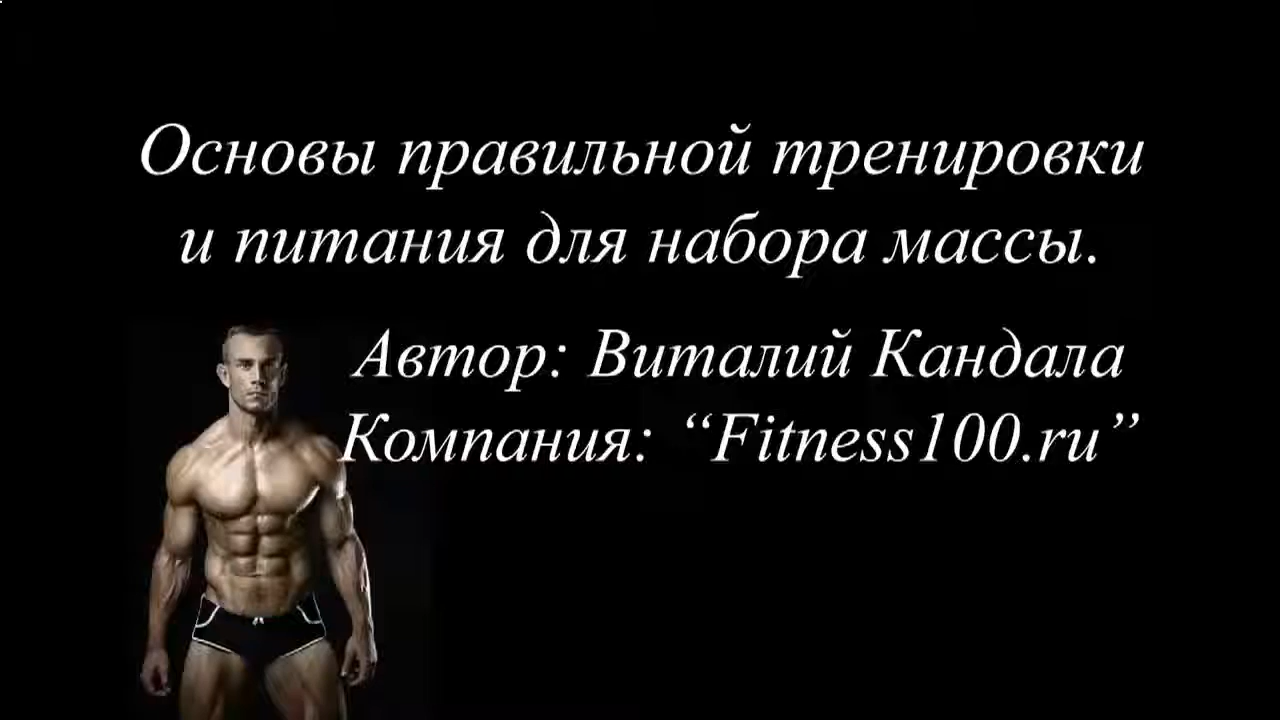 Основы правильной тренировки
и питания для набора массы.
Автор: Виталий Кандала
Компания: “Fitness100.ru”